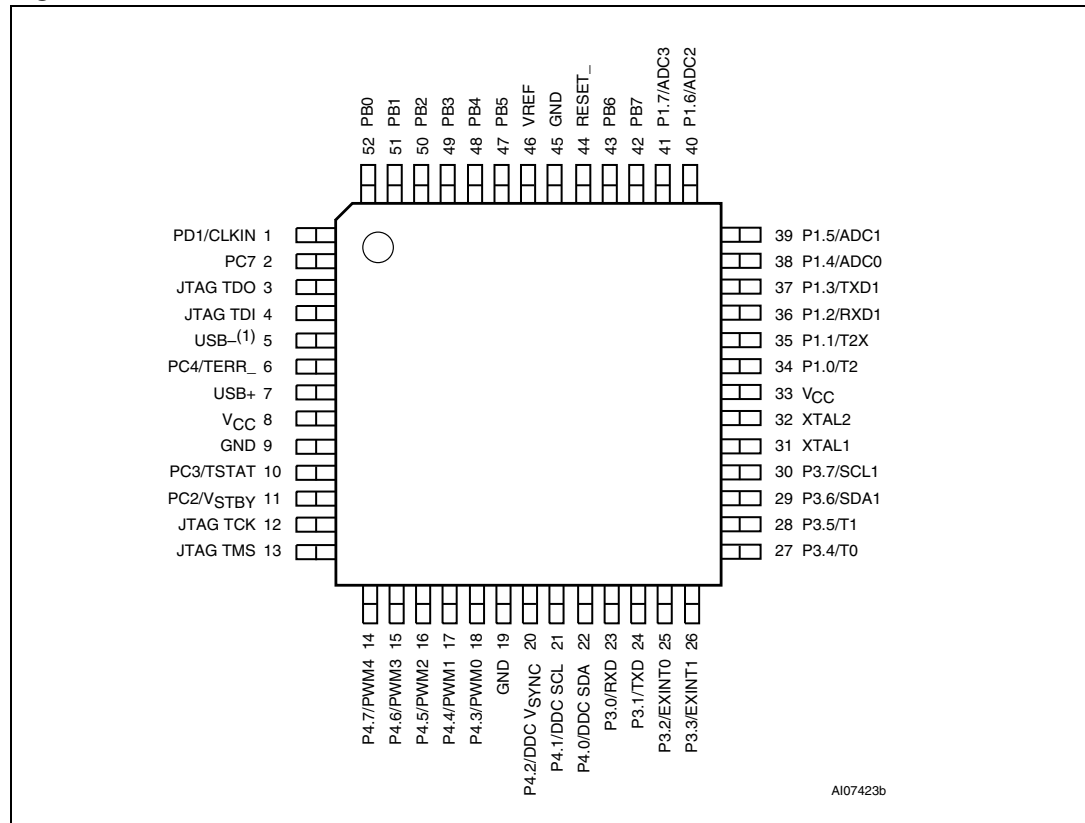 52 PB0
51 PB1
50 PB2
49 PB3
48 PB4
47 PB5
46 VREF
45 GND
44 RESET_
43 PB6
42 PB7
41 P1.7/ADC3
40 P1.6/ADC2
PD1/CLKIN 1
PC7 2
JTAG TDO 3
JTAG TDI 4
USB–(1) 5
PC4/TERR_ 6
USB+ 7
VCC 8
GND 9
PC3/TSTAT 10
PC2/VSTBY 11
JTAG TCK 12
JTAG TMS 13
39 P1.5/ADC1
38 P1.4/ADC0
37 P1.3/TXD1
36 P1.2/RXD1
35 P1.1/T2X
34 P1.0/T2
33 VCC
32 XTAL2
31 XTAL1
30 P3.7/SCL1
29 P3.6/SDA1
28 P3.5/T1
27 P3.4/T0
P4.7/PWM4 14
P4.6/PWM3 15
P4.5/PWM2 16
P4.4/PWM1 17
P4.3/PWM0 18
GND 19
P4.2/DDC VSYNC 20
P4.1/DDC SCL 21
P4.0/DDC SDA 22
P3.0/RXD 23
P3.1/TXD 24
P3.2/EXINT0 25
P3.3/EXINT1 26
AI07423b